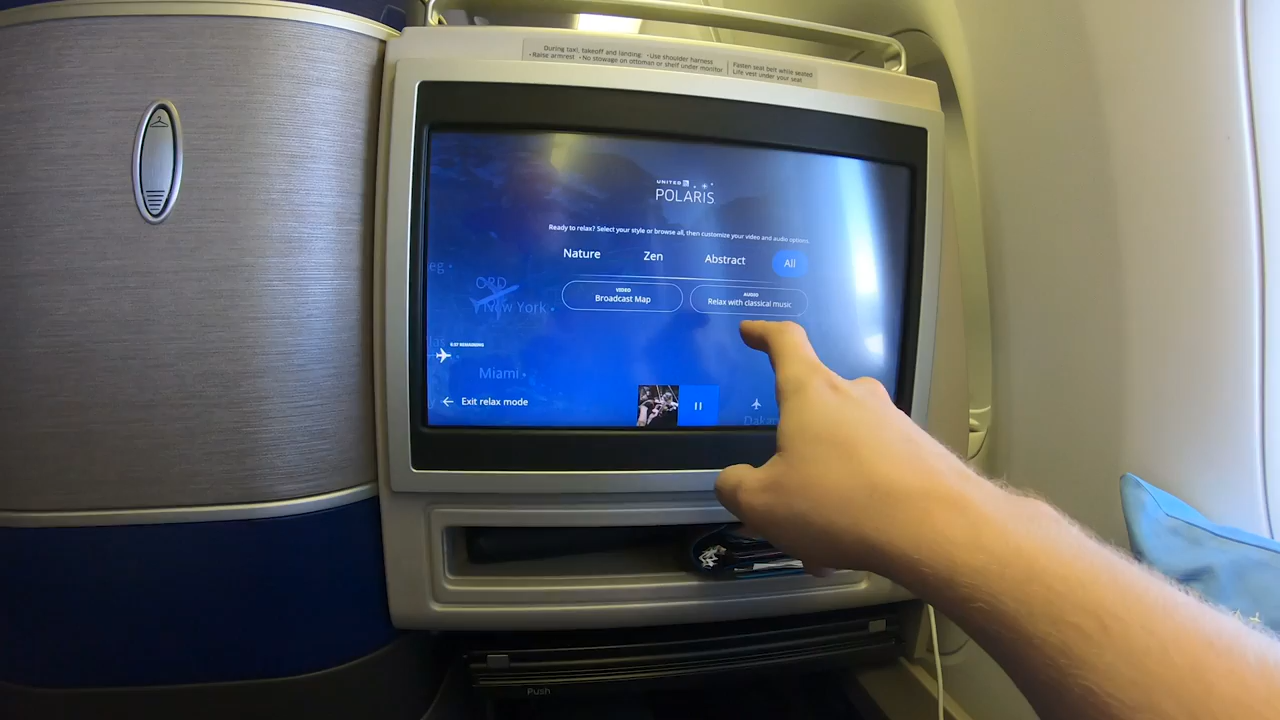 During taxi, takeoff and landing: •Use shoulder harness
•Raise armrest •No stowage on ottoman or shelf under monitor
Fasten seat belt while seated
Life vest under your seat
UNITED
POLARIS
Ready to relax? Select your style or browse all, then customize your video and audio options.
Nature
Zen
Abstract
All
VIDEO
Broadcast Map
AUDIO
Relax with classical music
eg •
ORD
New York •
las •
REMAINING
Miami •
← Exit relax mode
Dakar
Push